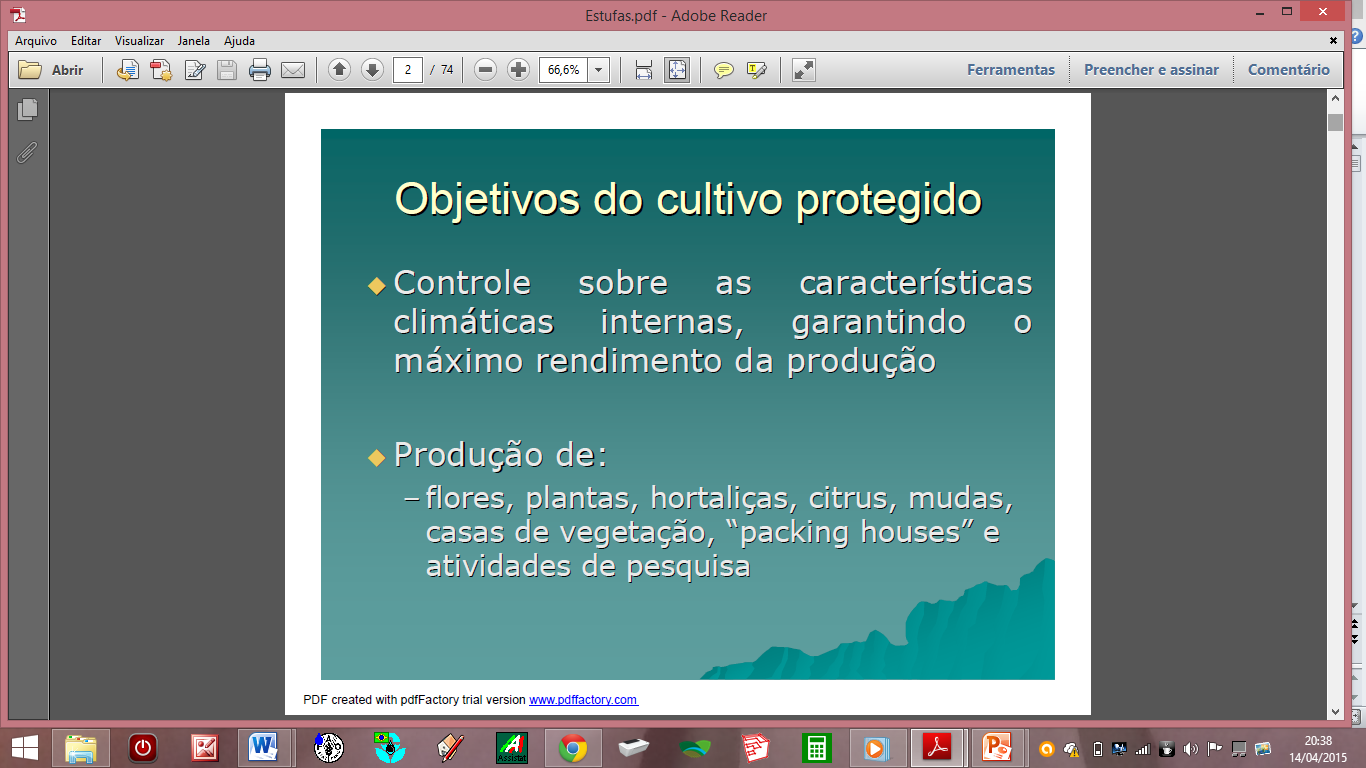 Estufas.pdf - Adobe Reader
Arquivo Editar Visualizar Janela Ajuda
Abrir 2 / 74 66,6% Ferramentas Preencher e assinar Comentário
Objetivos do cultivo protegido
Controle sobre as características
climáticas internas, garantindo o
máximo rendimento da produção
Produção de:
– flores, plantas, hortaliças, citrus, mudas,
casas de vegetação, “packing houses” e
atividades de pesquisa
PDF created with pdfFactory trial version www.pdffactory.com
Assistat
20:38
14/04/2015